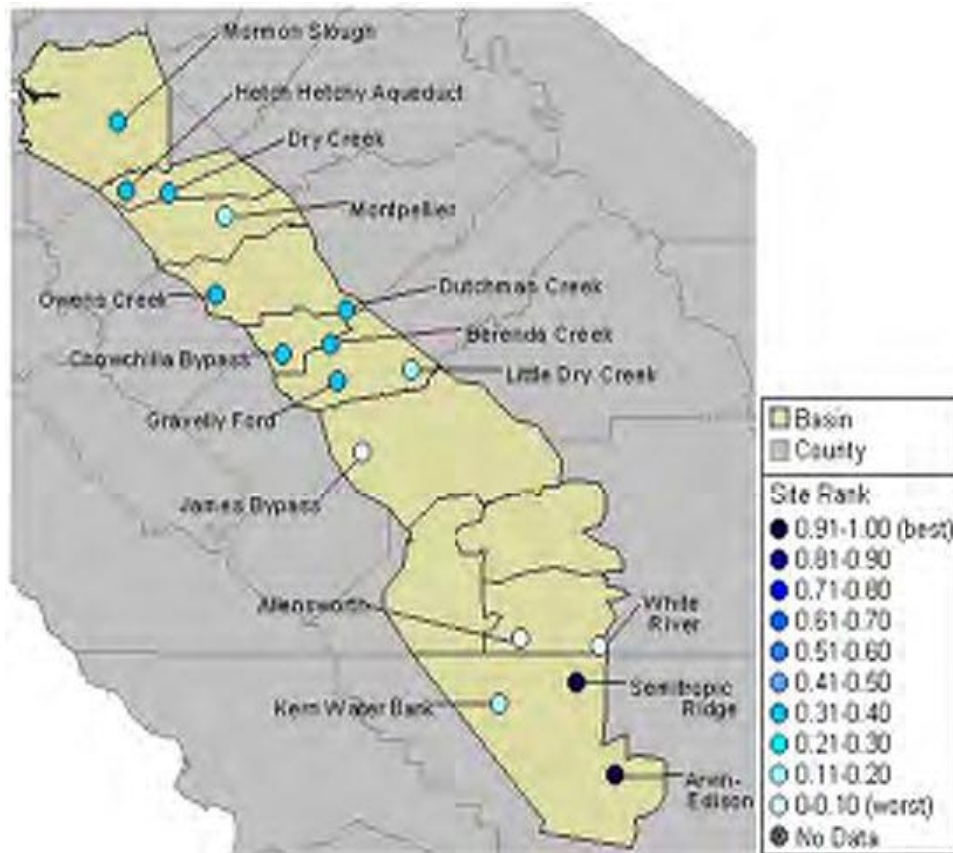 Mormon Slough
Hetch Hetchy Aqueduct
Dry Creek
Montpellier
Owens Creek
Dutchman Creek
Berenda Creek
Chowchilla Bypass
Little Dry Creek
Gravelly Ford
James Bypass
Allensworth
White
River
Kern Water Bank
Semitropic
Ridge
Arvin-
Edison
Basin
County
Site Rank
0.91-1.00 (best)
0.81-0.90
0.71-0.80
0.61-0.70
0.51-0.60
0.41-0.50
0.31-0.40
0.21-0.30
0.11-0.20
0-0.10 (worst)
No Data